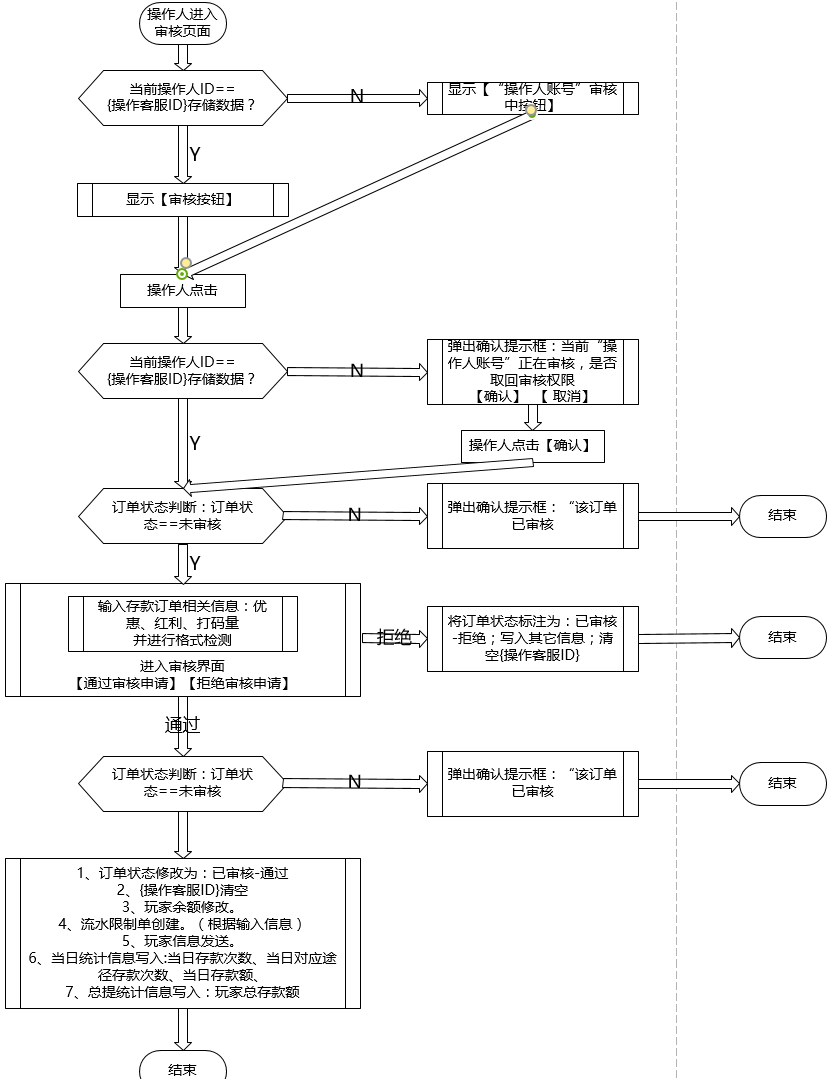 操作人进入
审核页面
当前操作人ID==
{操作客服ID}存储数据？
N
显示【“操作人账号”审核
中按钮】
Y
显示【审核按钮】
操作人点击
当前操作人ID==
{操作客服ID}存储数据？
N
弹出确认提示框：当前“操
作人账号”正在审核，是否
取回审核权限
【确认】 【 取消】
操作人点击【确认】
Y
订单状态判断：订单状
态==未审核
N
弹出确认提示框： “该订单
已审核
结束
Y
输入存款订单相关信息：优
惠、红利、打码量
并进行格式检测
进入审核界面
【通过审核申请】【拒绝审核申请】
拒绝
将订单状态标注为：已审核
-拒绝；写入其它信息；清
空{操作客服ID}
结束
通过
订单状态判断：订单状
态==未审核
N
弹出确认提示框： “该订单
已审核
结束
1、订单状态修改为：已审核-通过
2、{操作客服ID}清空
3、玩家余额修改。
4、流水限制单创建。（根据输入信息）
5、玩家信息发送。
6、当日统计信息写入:当日存款次数、当日对应途
径存款次数、当日存款额、
7、总提统计信息写入：玩家总存款额
结束